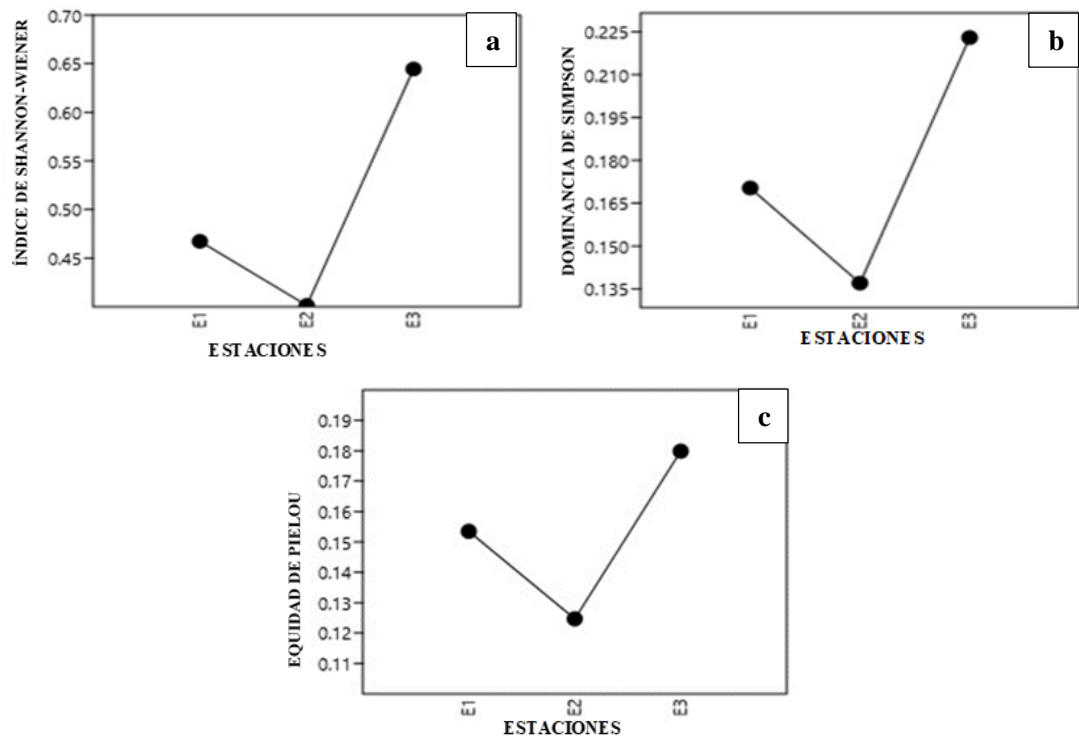 ÍNDICE DE SHANNON-WIENER
0.70
0.65
0.60
0.55
0.50
0.45
a
E1
E2
E3
ESTACIONES
DOMINANCIA DE SIMPSON
0.225
0.210
0.195
0.180
0.165
0.150
0.135
b
E1
E2
E3
ESTACIONES
EQUIDAD DE PIELOU
0.19
0.18
0.17
0.16
0.15
0.14
0.13
0.12
0.11
c
E1
E2
E3
ESTACIONES